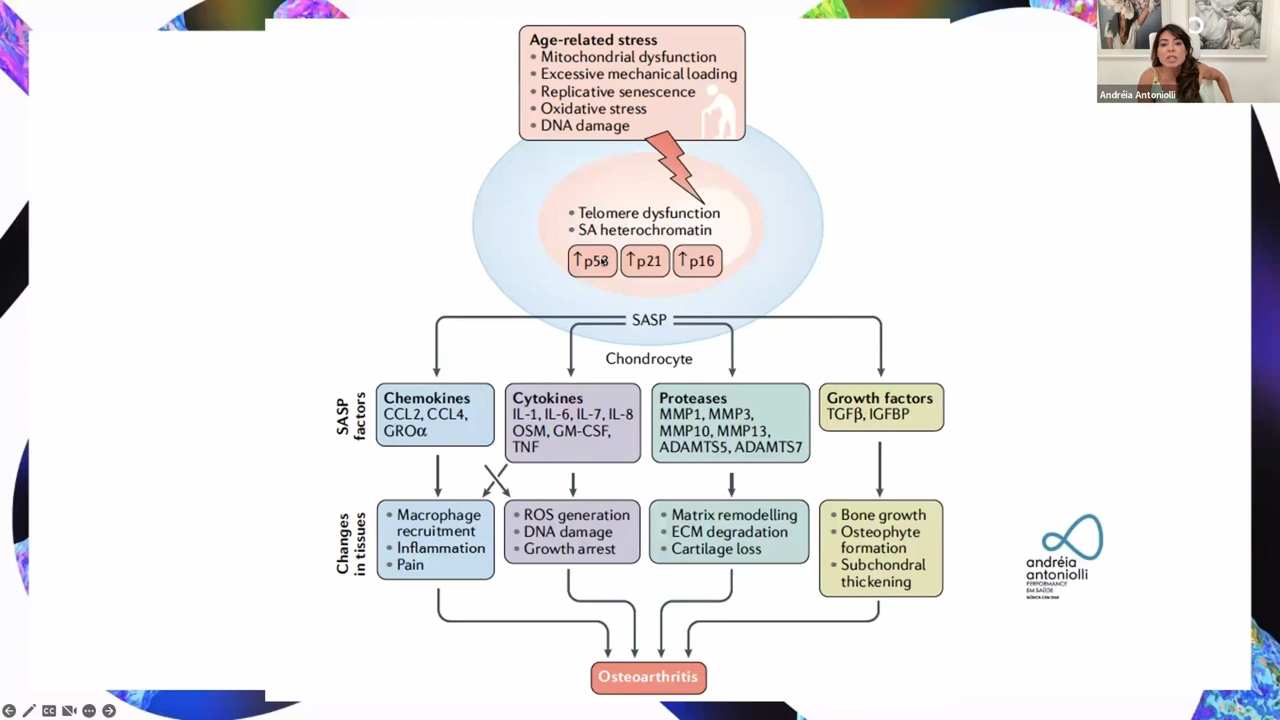 Age-related stress
• Mitochondrial dysfunction
• Excessive mechanical loading
• Replicative senescence
• Oxidative stress
• DNA damage
Andréia Antoniolli
• Telomere dysfunction
• SA heterochromatin
↑p53 ↑p21 ↑p16
SASP
Chondrocyte
SASP factors
Chemokines
CCL2, CCL4,
GROα
Cytokines
IL-1, IL-6, IL-7, IL-8
OSM, GM-CSF,
TNF
Proteases
MMP1, MMP3,
MMP10, MMP13,
ADAMTS5, ADAMTS7
Growth factors
TGFβ, IGFBP
Changes in tissues
• Macrophage
recruitment
• Inflammation
• Pain
• ROS generation
• DNA damage
• Growth arrest
• Matrix remodelling
• ECM degradation
• Cartilage loss
• Bone growth
• Osteophyte
formation
• Subchondral
thickening
Osteoarthritis
andréia
antoniolli
PERFORMANCE
EM SAÚDE